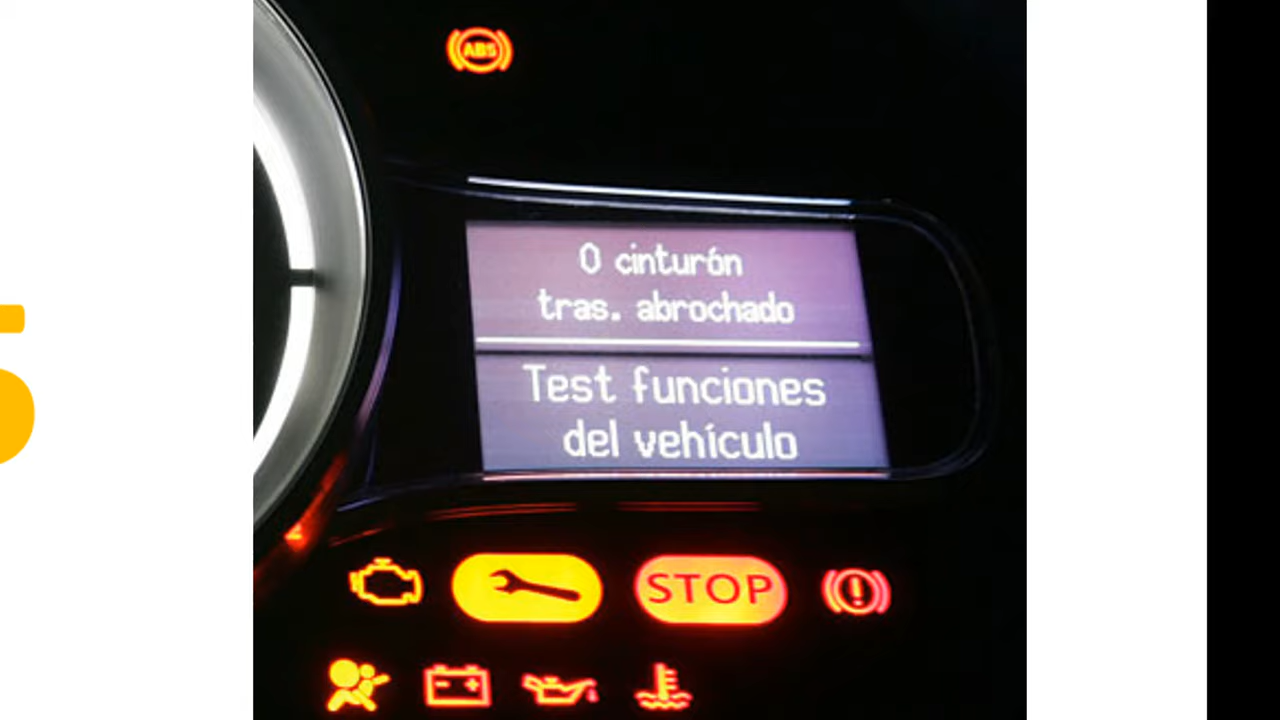 ABS
0 cinturón
tras. abrochado
Test funciones
del vehículo
STOP